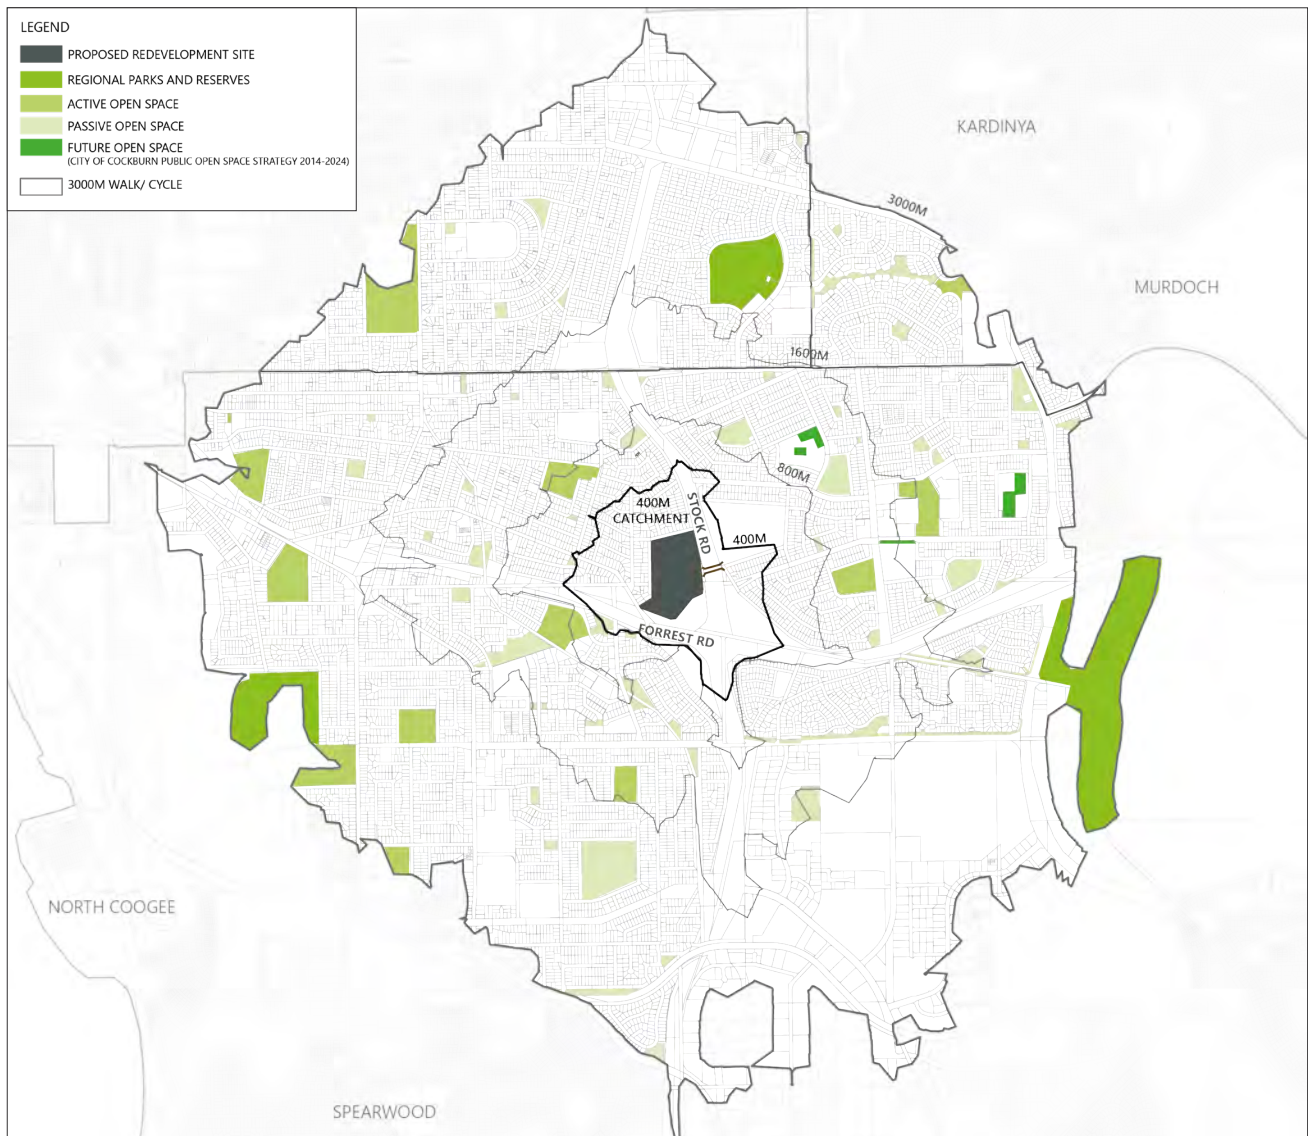 LEGEND
PROPOSED REDEVELOPMENT SITE
REGIONAL PARKS AND RESERVES
ACTIVE OPEN SPACE
PASSIVE OPEN SPACE
FUTURE OPEN SPACE
(CITY OF COCKBURN PUBLIC OPEN SPACE STRATEGY 2014-2024)
3000M WALK/ CYCLE
KARDINYA
3000M
MURDOCH
1600M
800M
400M
CATCHMENT
STOCK RD
400M
FORREST RD
NORTH COOGEE
SPEARWOOD